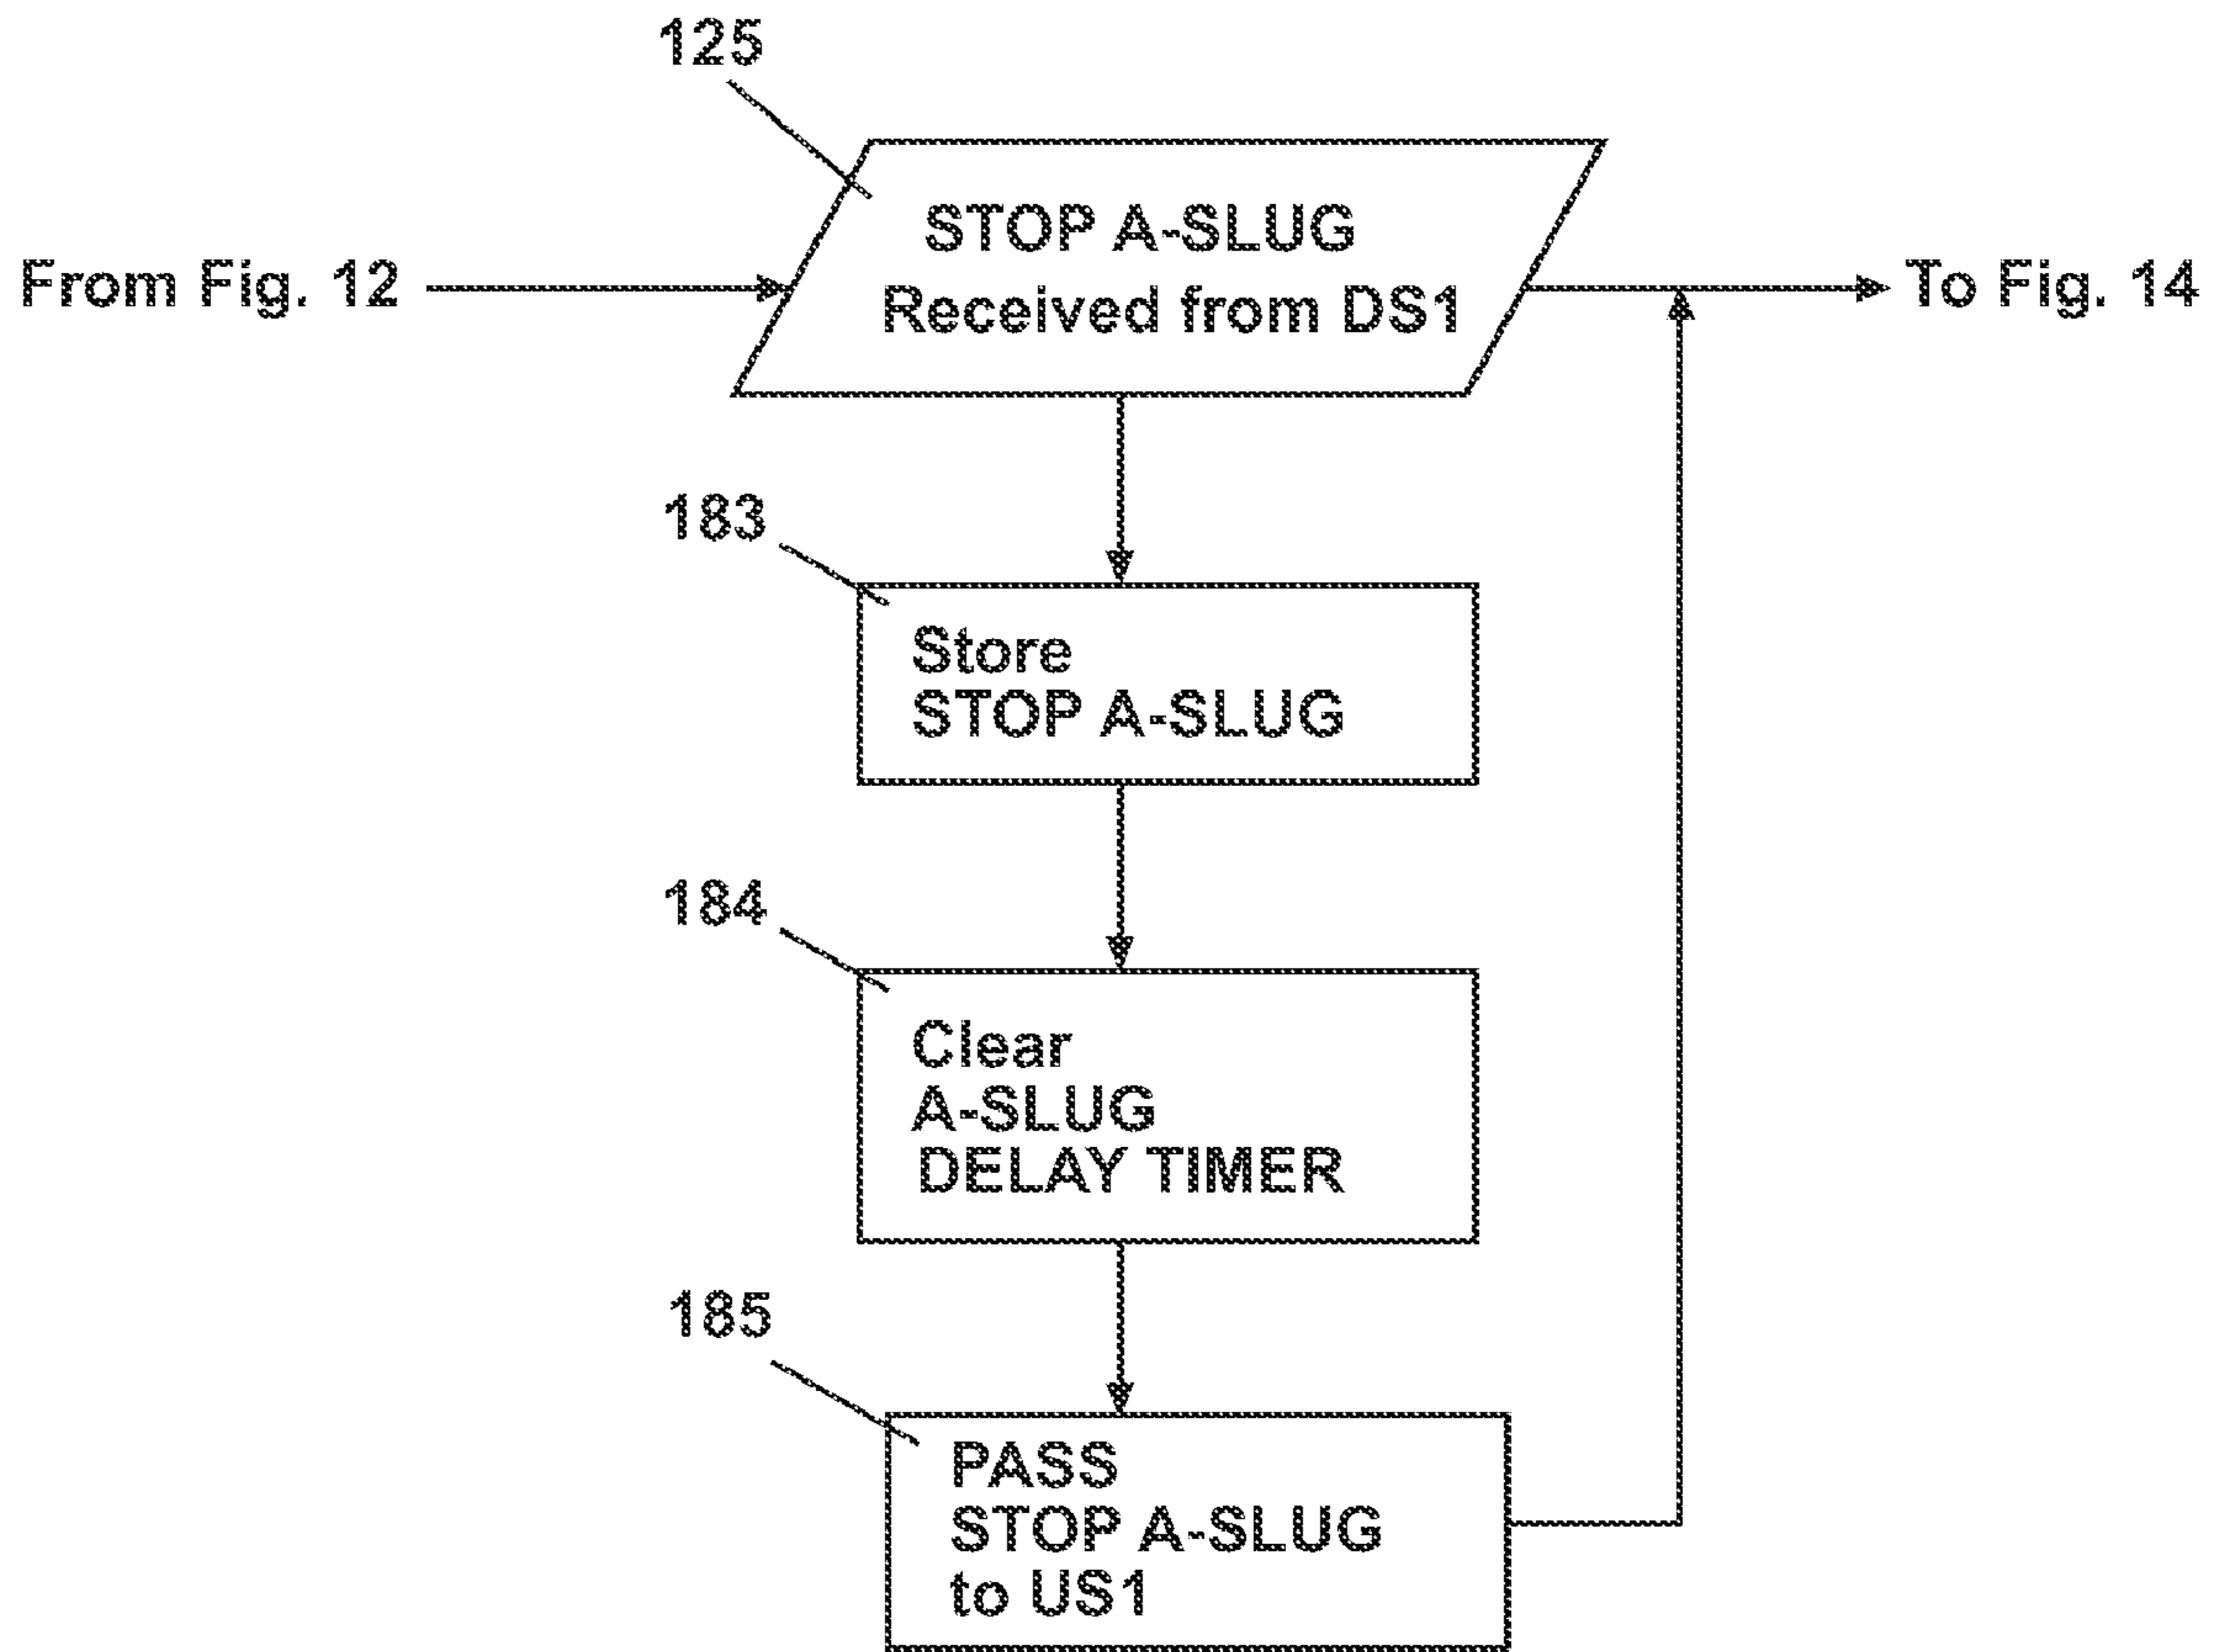 125
STOP A-SLUG
Received from DS1
From Fig. 12
To Fig. 14
183
Store
STOP A-SLUG
184
Clear
A-SLUG
DELAY TIMER
185
PASS
STOP A-SLUG
to US1